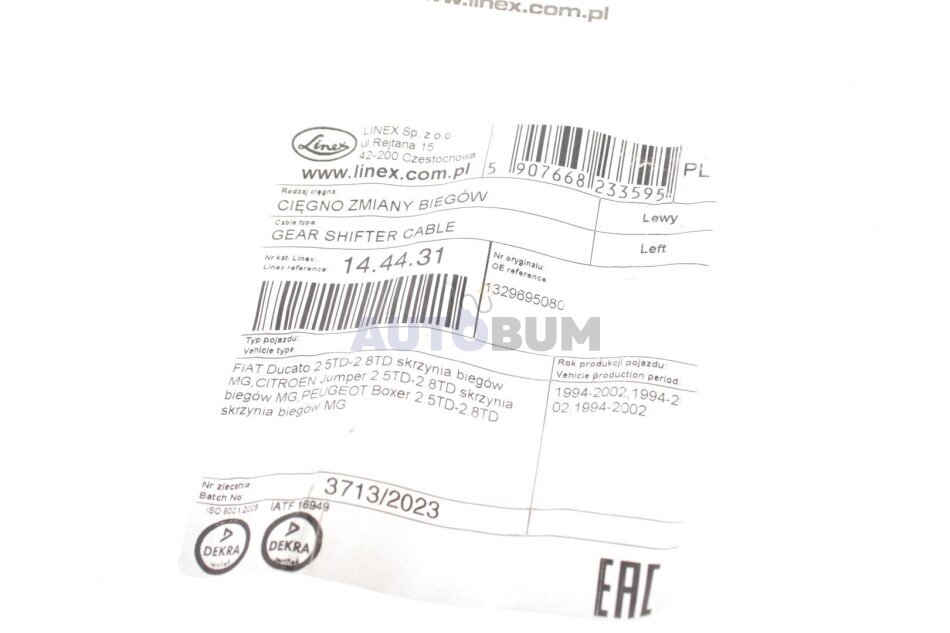 www.linex.com.pl
Linex
LINEX Sp z o o
ul Rejtana 15
42-200 Częstochowa
www.linex.com.pl
5 907668 233595
PL
Rodzaj cięgna:
CIĘGNO ZMIANY BIEGÓW
Lewy
Cable type:
GEAR SHIFTER CABLE
Left
Nr kat. Linex:
Linex reference:
14.44.31
Nr oryginału:
OE reference
1329695080
AUTOBUM
Typ pojazdu:
Vehicle type
FIAT Ducato 2.5TD-2.8TD skrzynia biegów
MG,CITROEN Jumper 2.5TD-2.8TD skrzynia
biegów MG,PEUGEOT Boxer 2.5TD-2.8TD
skrzynia biegów MG
Rok produkcji pojazdu:
Vehicle production period:
1994-2002,1994-2
02,1994-2002
Nr zlecenia
Batch No
3713/2023
ISO 9001:2008
IATF 16949
DEKRA
DEKRA
EAC